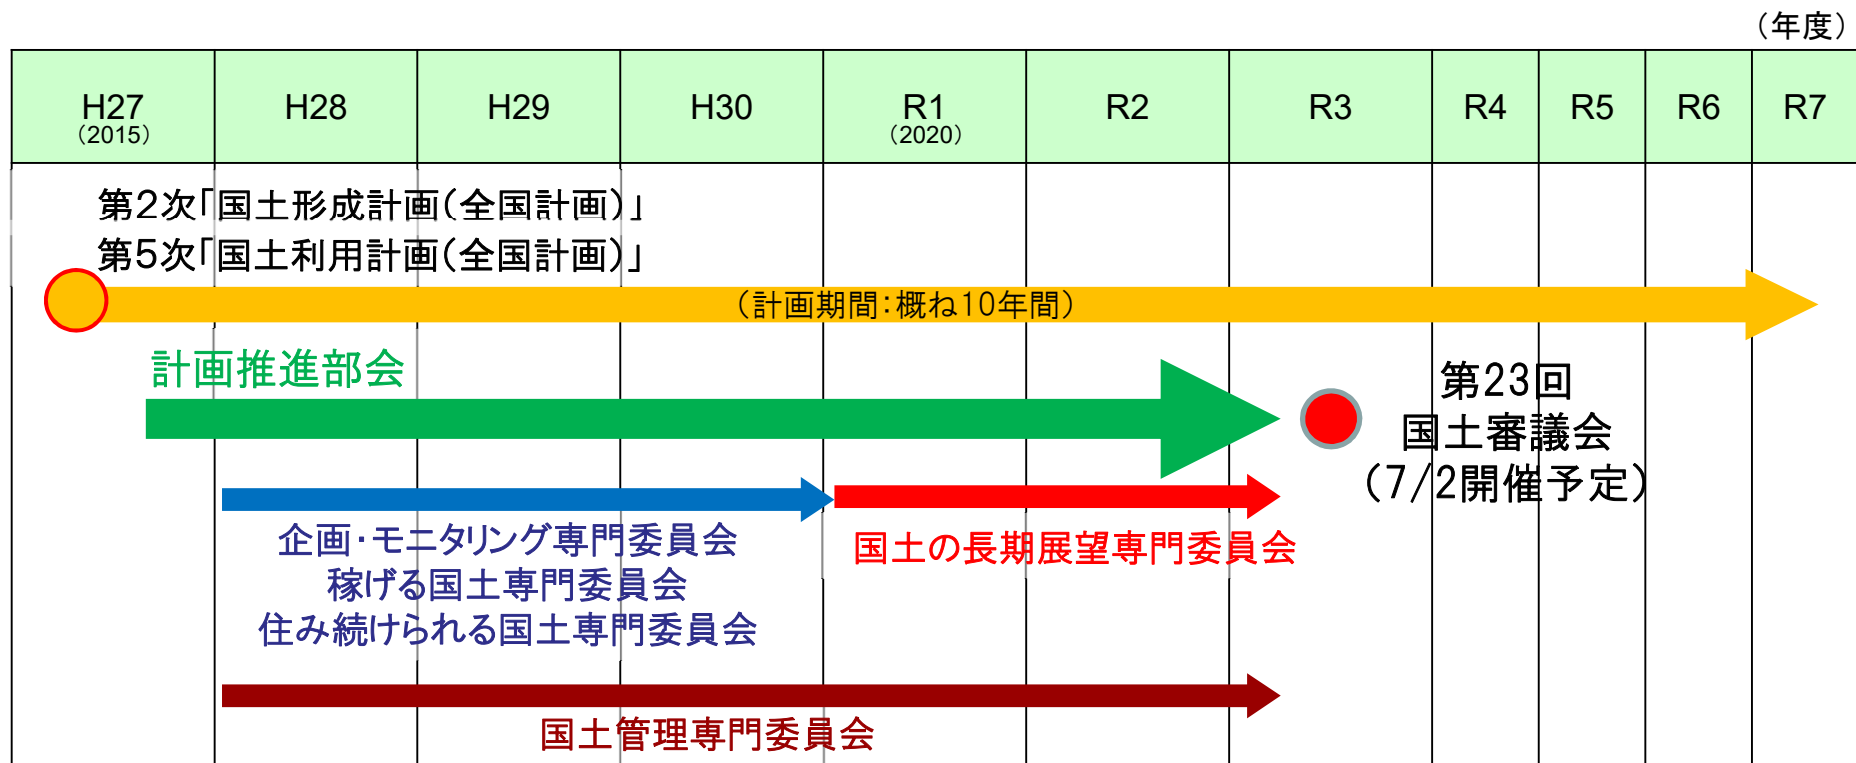 （年度）
H27 H28 H29 H30 R1 R2 R3 R4 R5 R6 R7
（2015） （2020）
第２次「国土形成計画（全国計画）」
第５次「国土利用計画（全国計画）」
（計画期間：概ね10年間）
計画推進部会
第23回
国土審議会
（7/2開催予定）
企画・モニタリング専門委員会
稼げる国土専門委員会
住み続けられる国土専門委員会
国土の長期展望専門委員会
国土管理専門委員会